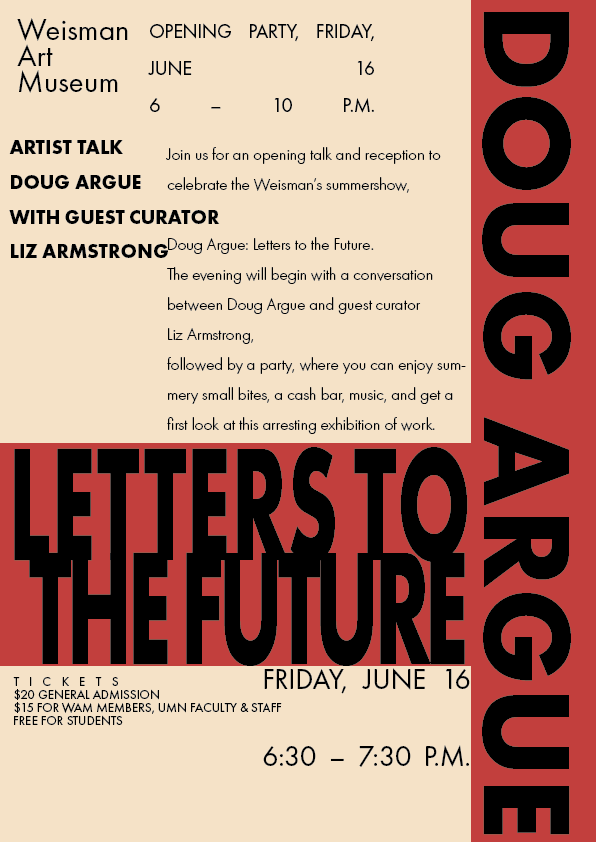 Weisman
Art
Museum
OPENING PARTY, FRIDAY,
JUNE 16
6 – 10 P.M.
ARTIST TALK
DOUG ARGUE
WITH GUEST CURATOR
LIZ ARMSTRONG
Join us for an opening talk and reception to
celebrate the Weisman's summershow,
Doug Argue: Letters to the Future.
The evening will begin with a conversation
between Doug Argue and guest curator
Liz Armstrong,
followed by a party, where you can enjoy sum-
mery small bites, a cash bar, music, and get a
first look at this arresting exhibition of work.
LETTERS TO
THE FUTURE
TICKETS
$20 GENERAL ADMISSION
$15 FOR WAM MEMBERS, UMN FACULTY & STAFF
FREE FOR STUDENTS
FRIDAY, JUNE 16
6:30 – 7:30 P.M.
DOUG ARGUE